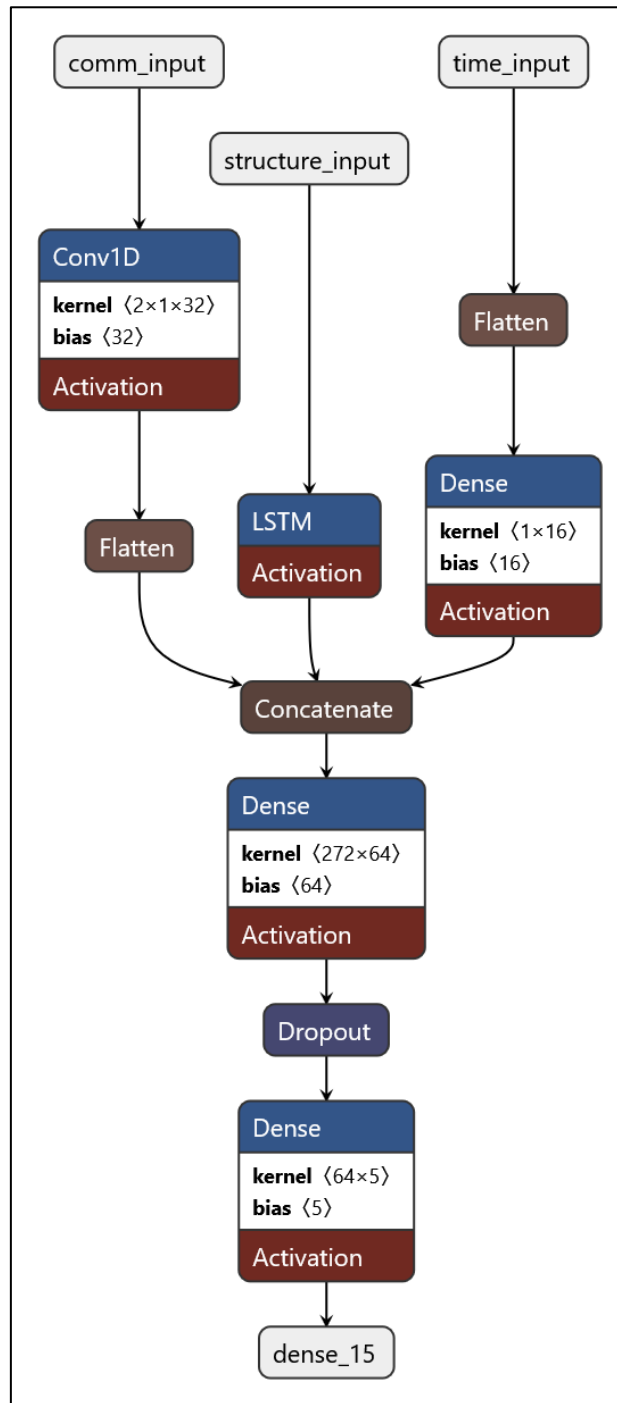 comm_input
time_input
structure_input
Conv1D
kernel 〈2×1×32〉
bias 〈32〉
Activation
Flatten
Dense
kernel 〈1×16〉
bias 〈16〉
Activation
LSTM
Activation
Flatten
Concatenate
Dense
kernel 〈272×64〉
bias 〈64〉
Activation
Dropout
Dense
kernel 〈64×5〉
bias 〈5〉
Activation
dense_15